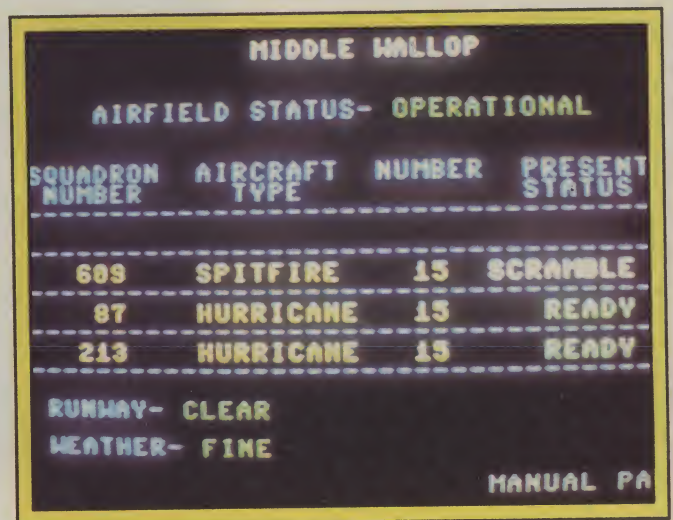 MIDDLE WALLOP
AIRFIELD STATUS- OPERATIONAL
SQUADRON NUMBER AIRCRAFT TYPE NUMBER PRESENT STATUS
609 SPITFIRE 15 SCRAMBLE
87 HURRICANE 15 READY
213 HURRICANE 15 READY
RUNWAY- CLEAR
WEATHER- FINE
MANUAL PA